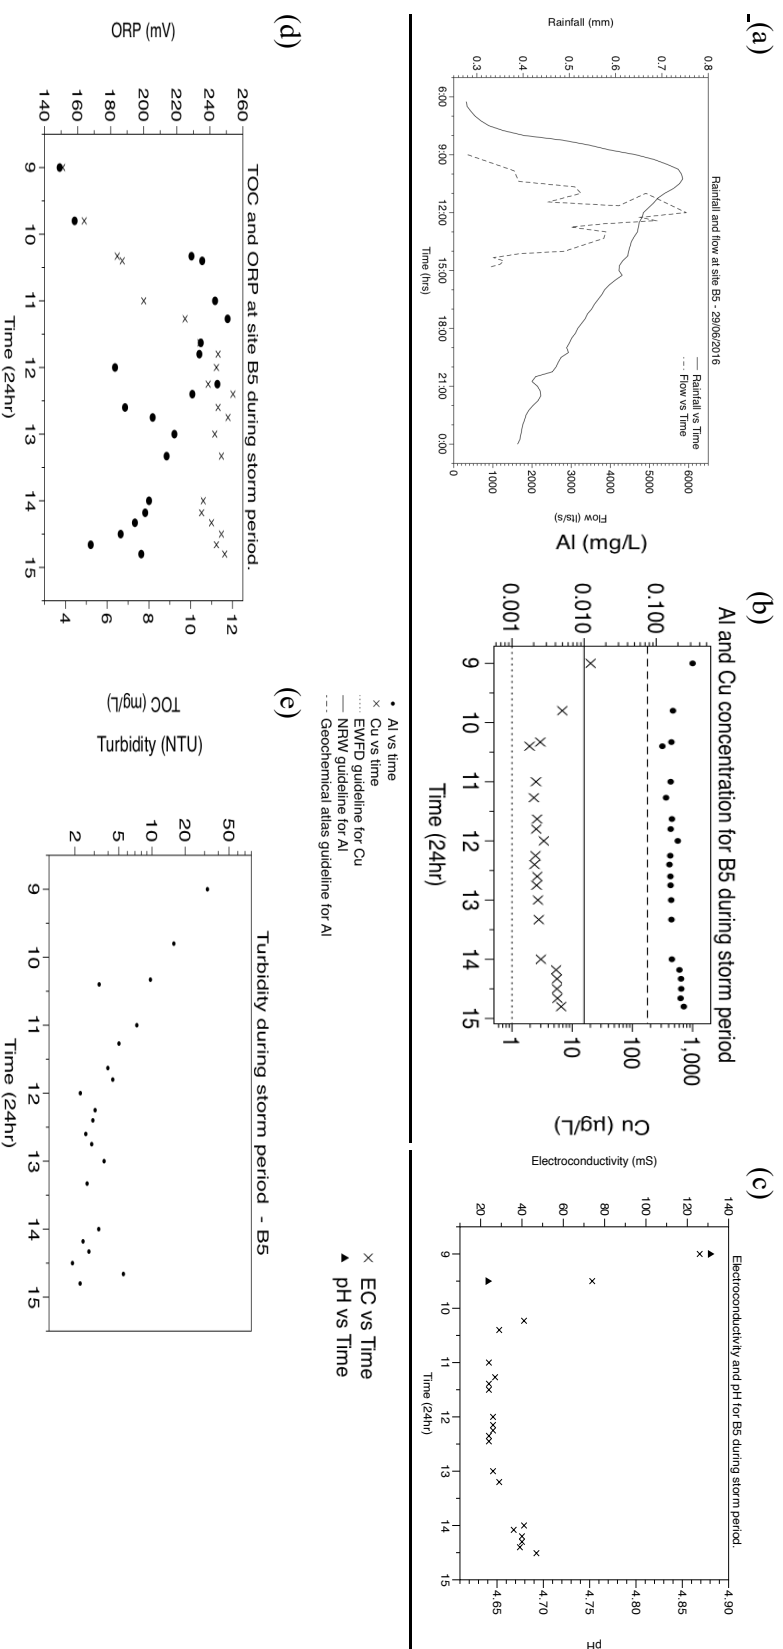 (a)
Rainfall and flow at site B5 - 29/06/2016
Rainfall (mm)
0.3
0.4
0.5
0.6
0.7
0.8
6:00
9:00
12:00
15:00
18:00
21:00
0:00
Time (hrs)
Rainfall vs Time
Flow vs Time
0
1000
2000
3000
4000
5000
6000
Flow (lts/s)
(b)
Al and Cu concentration for B5 during storm period
Al (mg/L)
0.001
0.010
0.100
9
10
11
12
13
14
15
Time (24hr)
1
10
100
1,000
Cu (µg/L)
(c)
Electroconductivity and pH for B5 during storm period.
Electroconductivity (mS)
20
40
60
80
100
120
140
9
10
11
12
13
14
15
Time (24hr)
4.65
4.70
4.75
4.80
4.85
4.90
pH
(d)
TOC and ORP at site B5 during storm period.
ORP (mV)
140
160
180
200
220
240
260
9
10
11
12
13
14
15
Time (24hr)
4
6
8
10
12
TOC (mg/L)
Al vs time
Cu vs time
EWFD guideline for Cu
NRW guideline for Al
Geochemical atlas guideline for Al
(e)
Turbidity during storm period - B5
Turbidity (NTU)
2
5
10
20
50
9
10
11
12
13
14
15
Time (24hr)
EC vs Time
pH vs Time